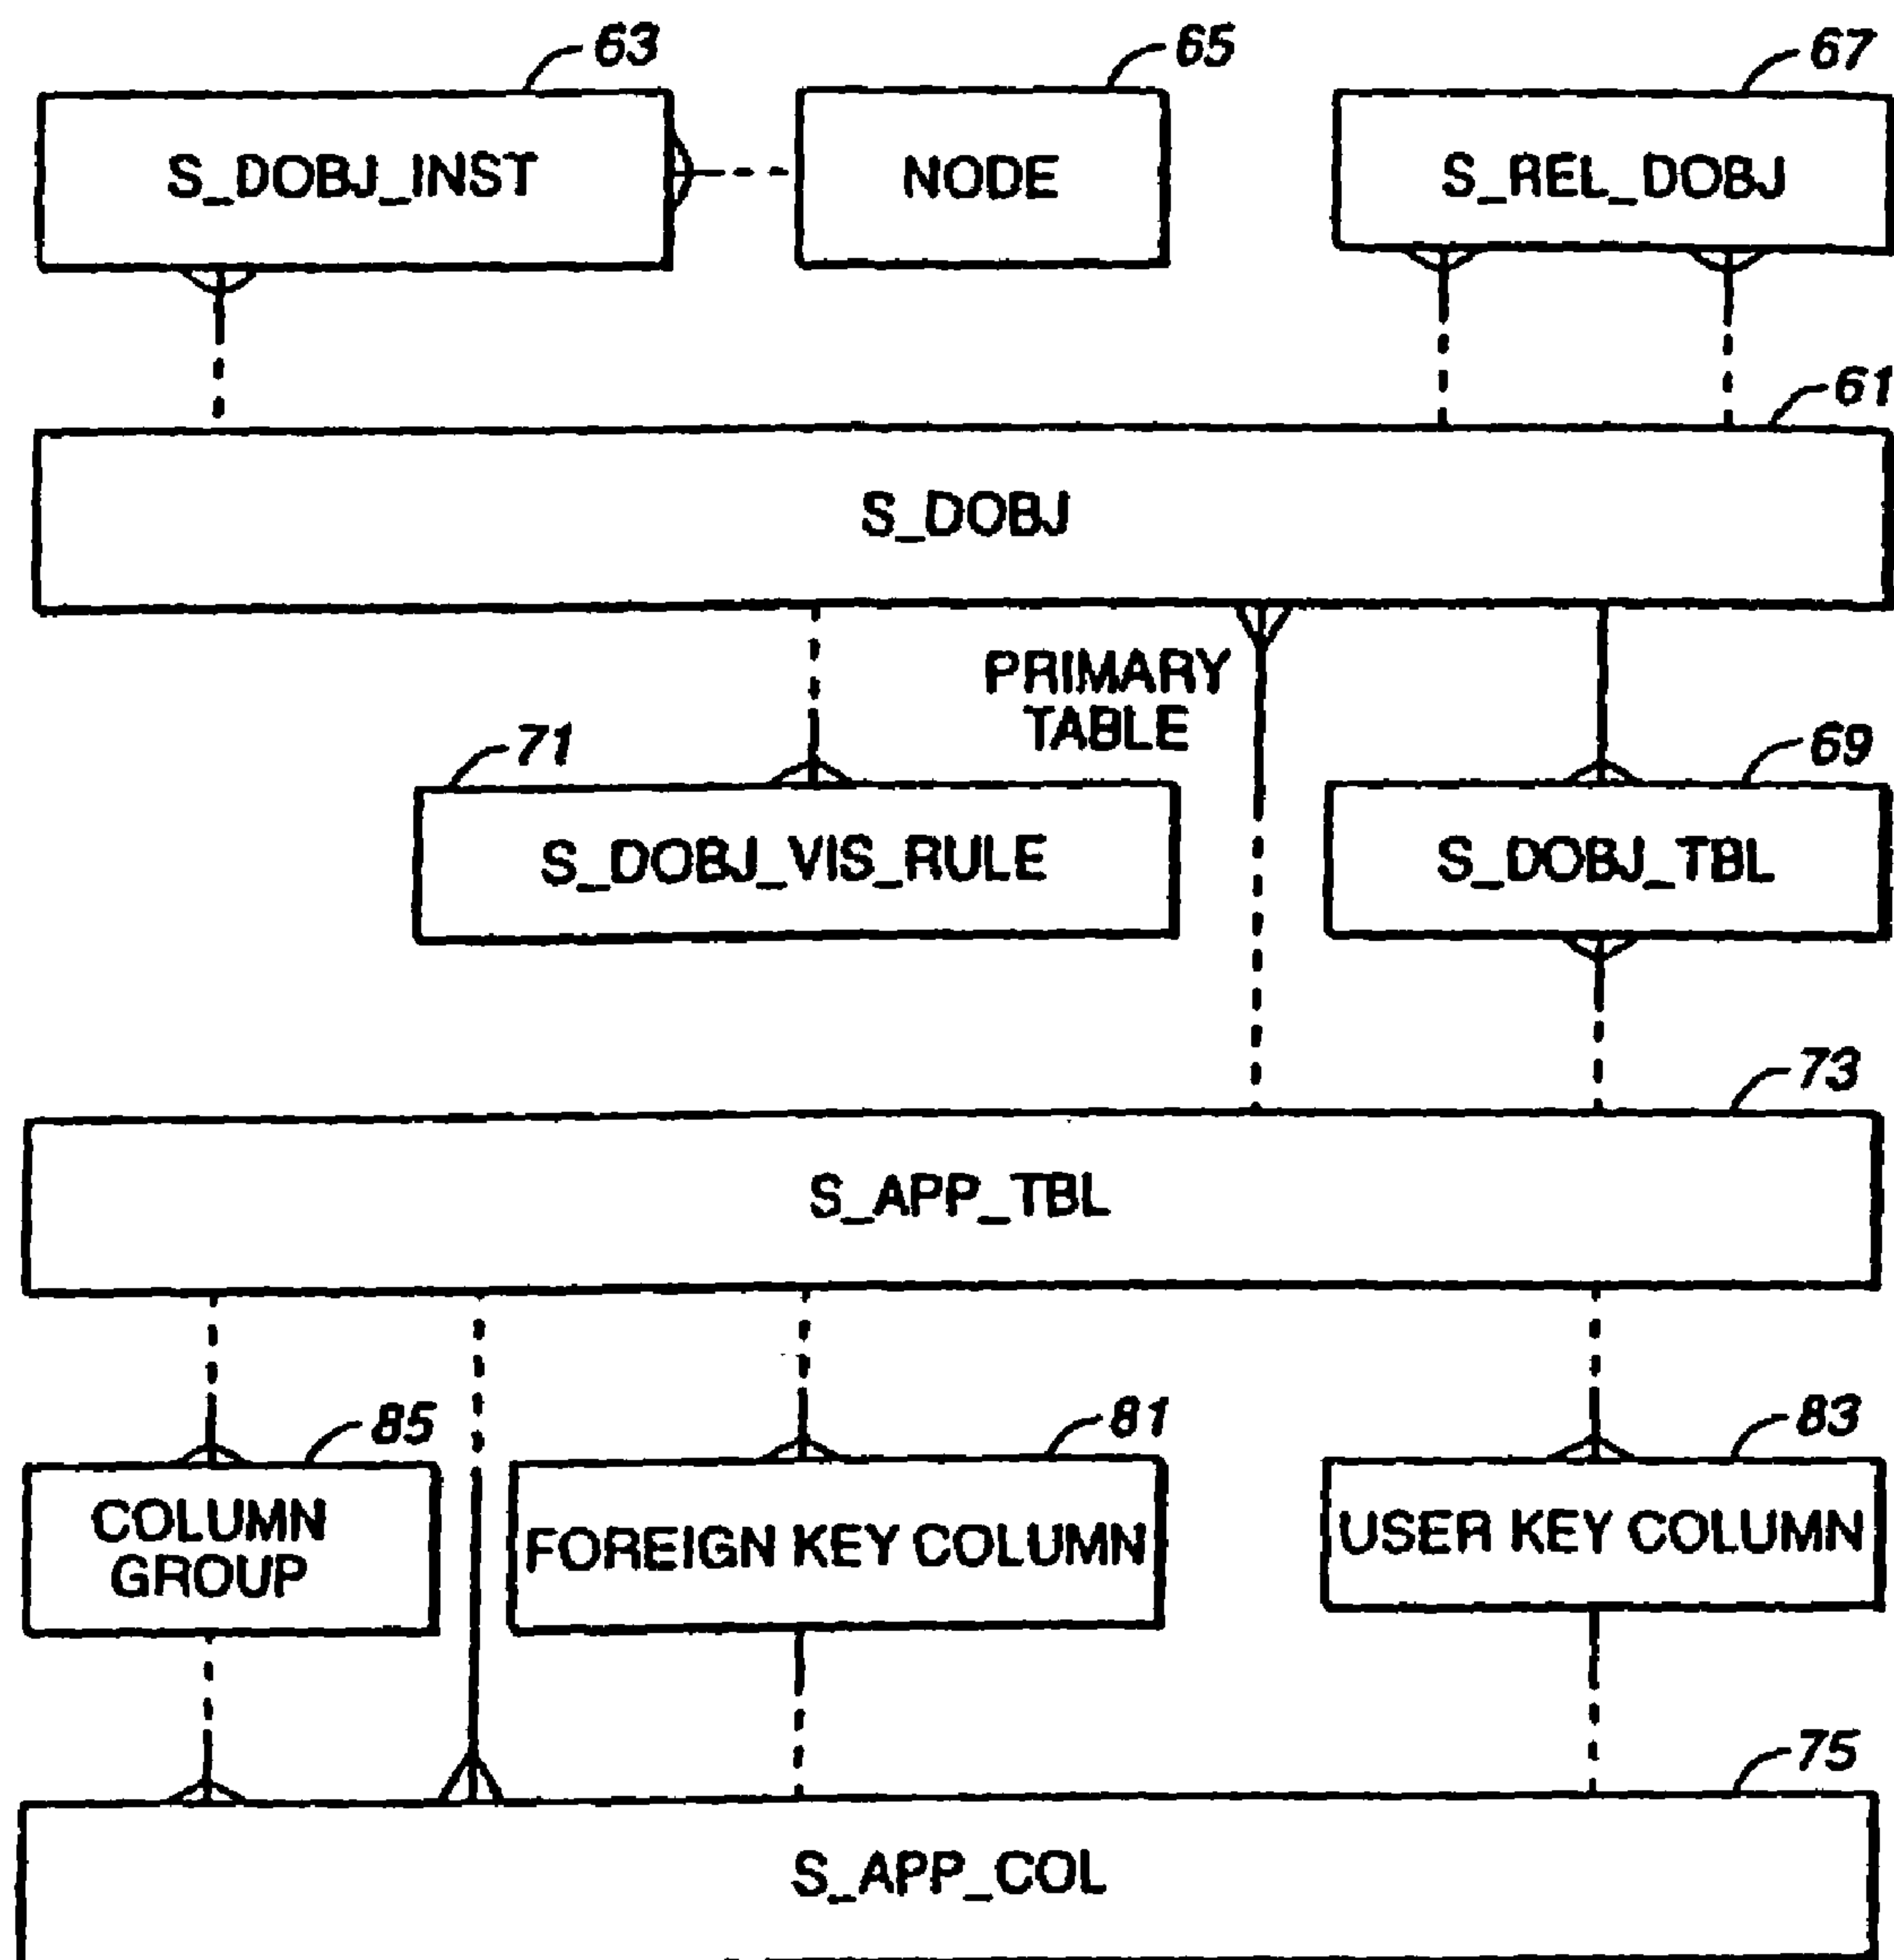 63
65
67
S_DOBJ_INST
NODE
S_REL_DOBJ
61
S_DOBJ
PRIMARY
TABLE
71
69
S_DOBJ_VIS_RULE
S_DOBJ_TBL
73
S_APP_TBL
85
81
83
COLUMN
GROUP
FOREIGN KEY COLUMN
USER KEY COLUMN
75
S_APP_COL